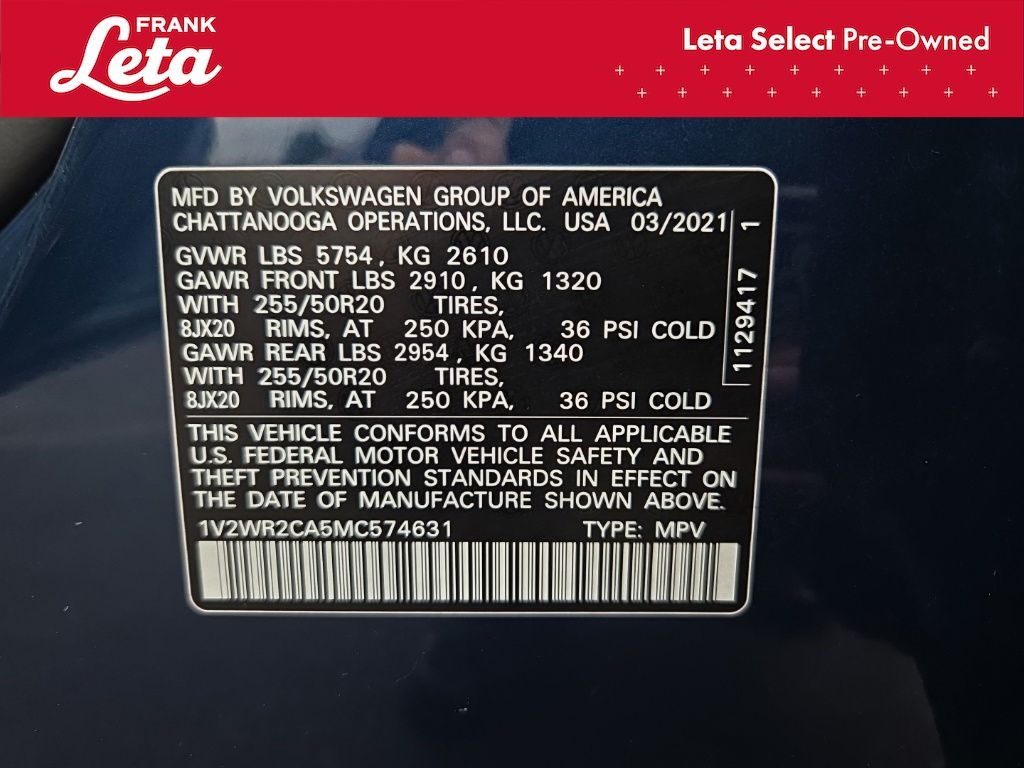 FRANK
Leta
Leta Select Pre-Owned
MFD BY VOLKSWAGEN GROUP OF AMERICA
CHATTANOOGA OPERATIONS, LLC. USA 03/2021
GVWR LBS 5754, KG 2610
GAWR FRONT LBS 2910, KG 1320
WITH 255/50R20 TIRES,
8JX20 RIMS, AT 250 KPA, 36 PSI COLD
GAWR REAR LBS 2954, KG 1340
WITH 255/50R20 TIRES,
8JX20 RIMS, AT 250 KPA, 36 PSI COLD
1129417 1
THIS VEHICLE CONFORMS TO ALL APPLICABLE
U.S. FEDERAL MOTOR VEHICLE SAFETY AND
THEFT PREVENTION STANDARDS IN EFFECT ON
THE DATE OF MANUFACTURE SHOWN ABOVE.
1V2WR2CA5MC574631 TYPE: MPV